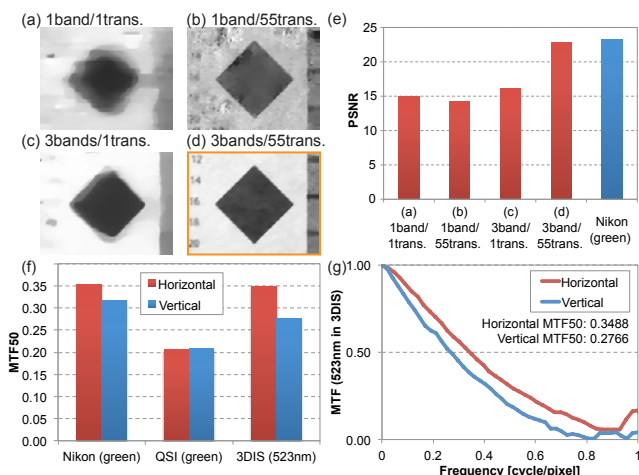 (a) 1band/1trans.
(b) 1band/55trans.
(c) 3bands/1trans.
(d) 3bands/55trans.
12
14
16
18
20
(e)
PSNR
25
20
15
10
5
0
(a)
1band/
1trans.
(b)
1band/
55trans.
(c)
3band/
1trans.
(d)
3band/
55trans.
Nikon
(green)
(f)
MTF50
0.35
0.30
0.25
0.20
0.15
0.10
0.05
0.00
Horizontal
Vertical
Nikon (green)
QSI (green)
3DIS (523nm)
(g)
MTF (523nm in 3DIS)
1.00
0.50
0.00
Horizontal
Vertical
Horizontal MTF50: 0.3488
Vertical MTF50: 0.2766
0 0.2 0.4 0.6 0.8 1
Frequency [cycle/pixel]